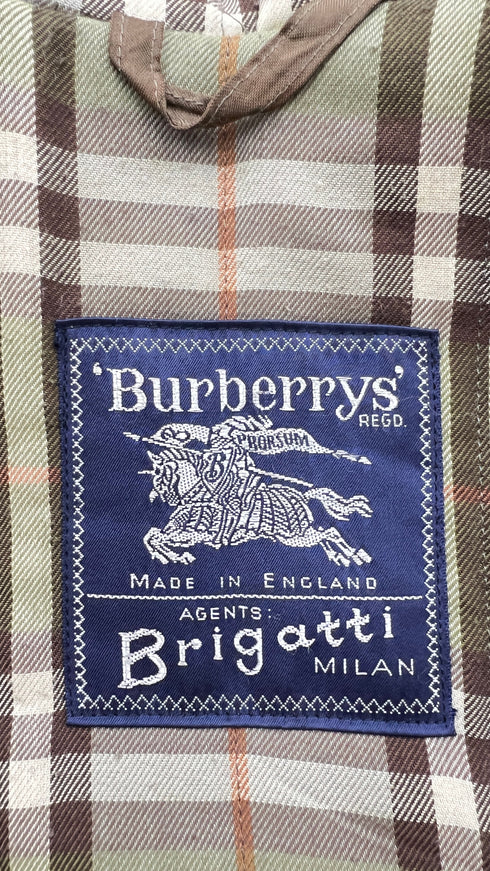 'Burberrys'
REGD.
PRORSUM
B
B
MADE IN ENGLAND
AGENTS:
Brigatti
MILAN